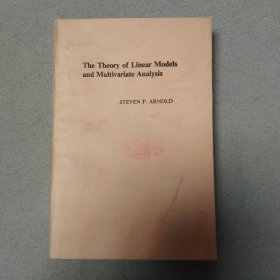 The Theory of Linear Models
and Multivariate Analysis
STEVEN F. ARNOLD